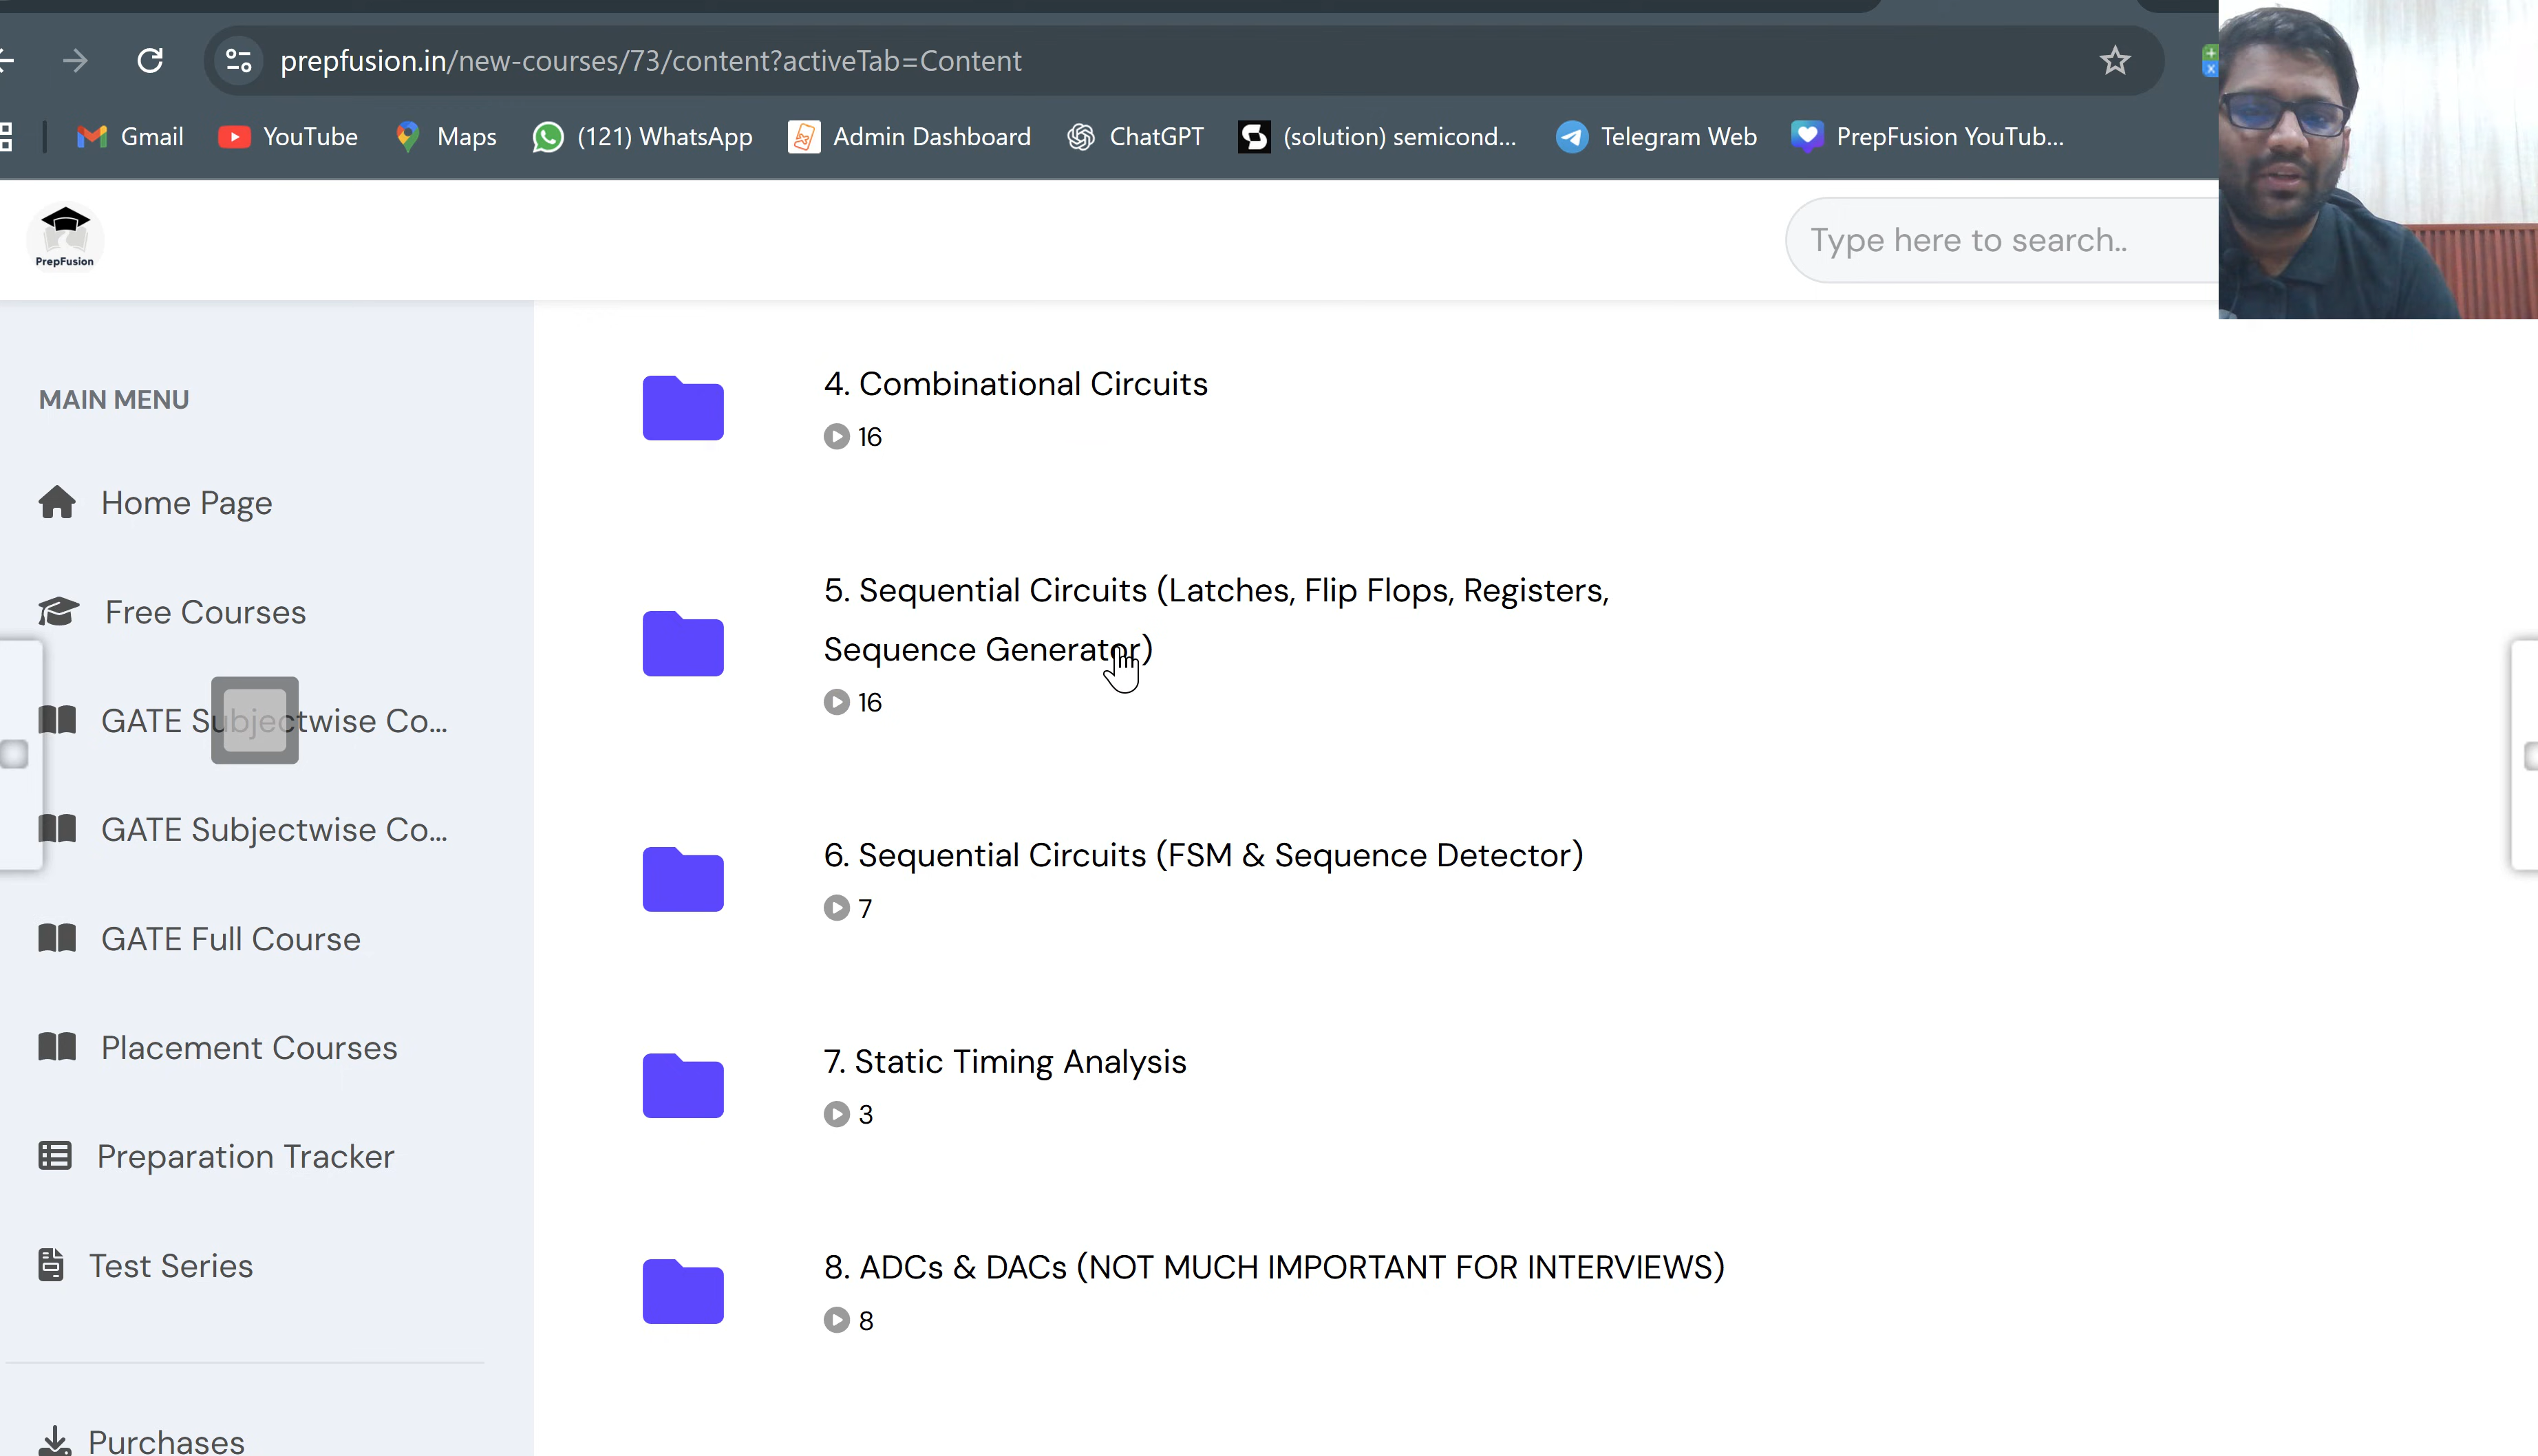 prepfusion.in/new-courses/73/content?activeTab=Content
Gmail YouTube Maps (121) WhatsApp Admin Dashboard ChatGPT (solution) semicond... Telegram Web PrepFusion YouTub...
PrepFusion
Type here to search..
MAIN MENU
Home Page
Free Courses
GATE Subjectwise Co...
GATE Subjectwise Co...
GATE Full Course
Placement Courses
Preparation Tracker
Test Series
Purchases
4. Combinational Circuits
16
5. Sequential Circuits (Latches, Flip Flops, Registers,
Sequence Generator)
16
6. Sequential Circuits (FSM & Sequence Detector)
7
7. Static Timing Analysis
3
8. ADCs & DACs (NOT MUCH IMPORTANT FOR INTERVIEWS)
8